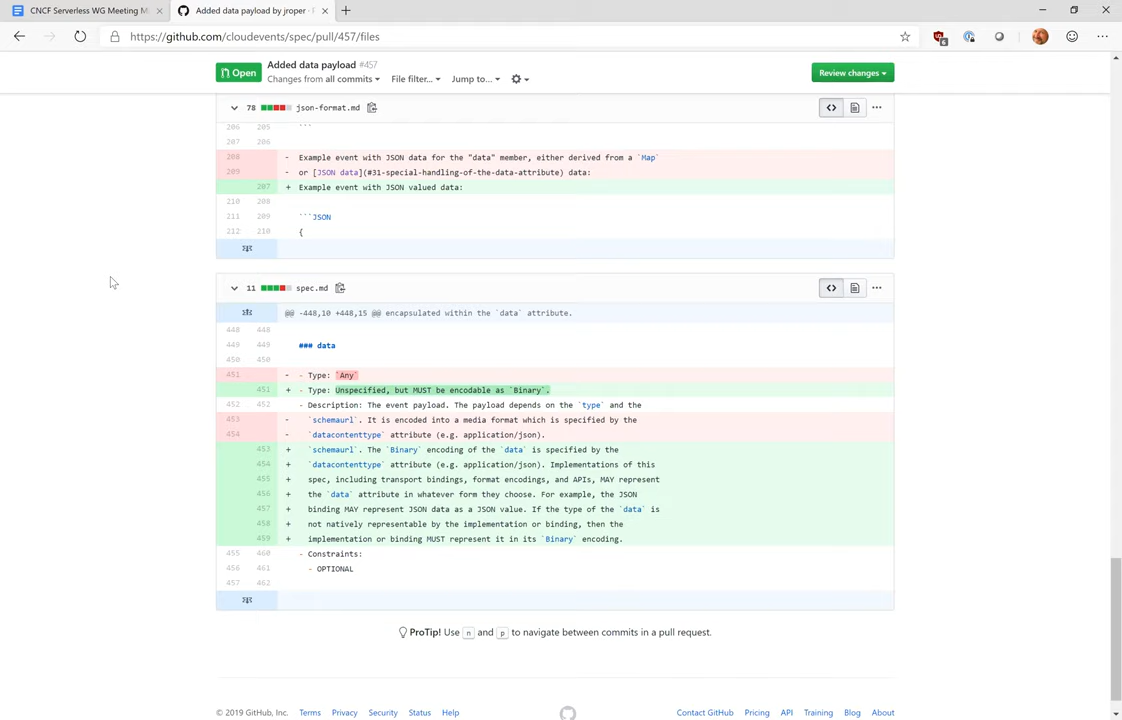 CNCF Serverless WG Meeting M
Added data payload by jroper ·
https://github.com/cloudevents/spec/pull/457/files
6
Open
Added data payload #457
Changes from all commits
File filter...
Jump to...
Review changes
78 json-format.md
206 205 ```
207 206
208 - Example event with JSON data for the "data" member, either derived from a `Map`
209 - or [JSON data](#31-special-handling-of-the-data-attribute) data:
207 + Example event with JSON valued data:
210 208
211 209 ```JSON
212 210 {
11 spec.md
@@ -448,10 +448,15 @@ encapsulated within the `data` attribute.
448 448
449 449 ### data
450 450
451 - - Type: `Any`
451 + - Type: Unspecified, but MUST be encodable as `Binary`.
452 452 - Description: The event payload. The payload depends on the `type` and the
453 - `schemaurl`. It is encoded into a media format which is specified by the
454 - `datacontenttype` attribute (e.g. application/json).
453 + `schemaurl`. The `Binary` encoding of the `data` is specified by the
454 + `datacontenttype` attribute (e.g. application/json). Implementations of this
455 + spec, including transport bindings, format encodings, and APIs, MAY represent
456 + the `data` attribute in whatever form they choose. For example, the JSON
457 + binding MAY represent JSON data as a JSON value. If the type of the `data` is
458 + not natively representable by the implementation or binding, then the
459 + implementation or binding MUST represent it in its `Binary` encoding.
455 460 - Constraints:
456 461 - OPTIONAL
457 462
ProTip! Use n and p to navigate between commits in a pull request.
© 2019 GitHub, Inc. Terms Privacy Security Status Help
Contact GitHub Pricing API Training Blog About